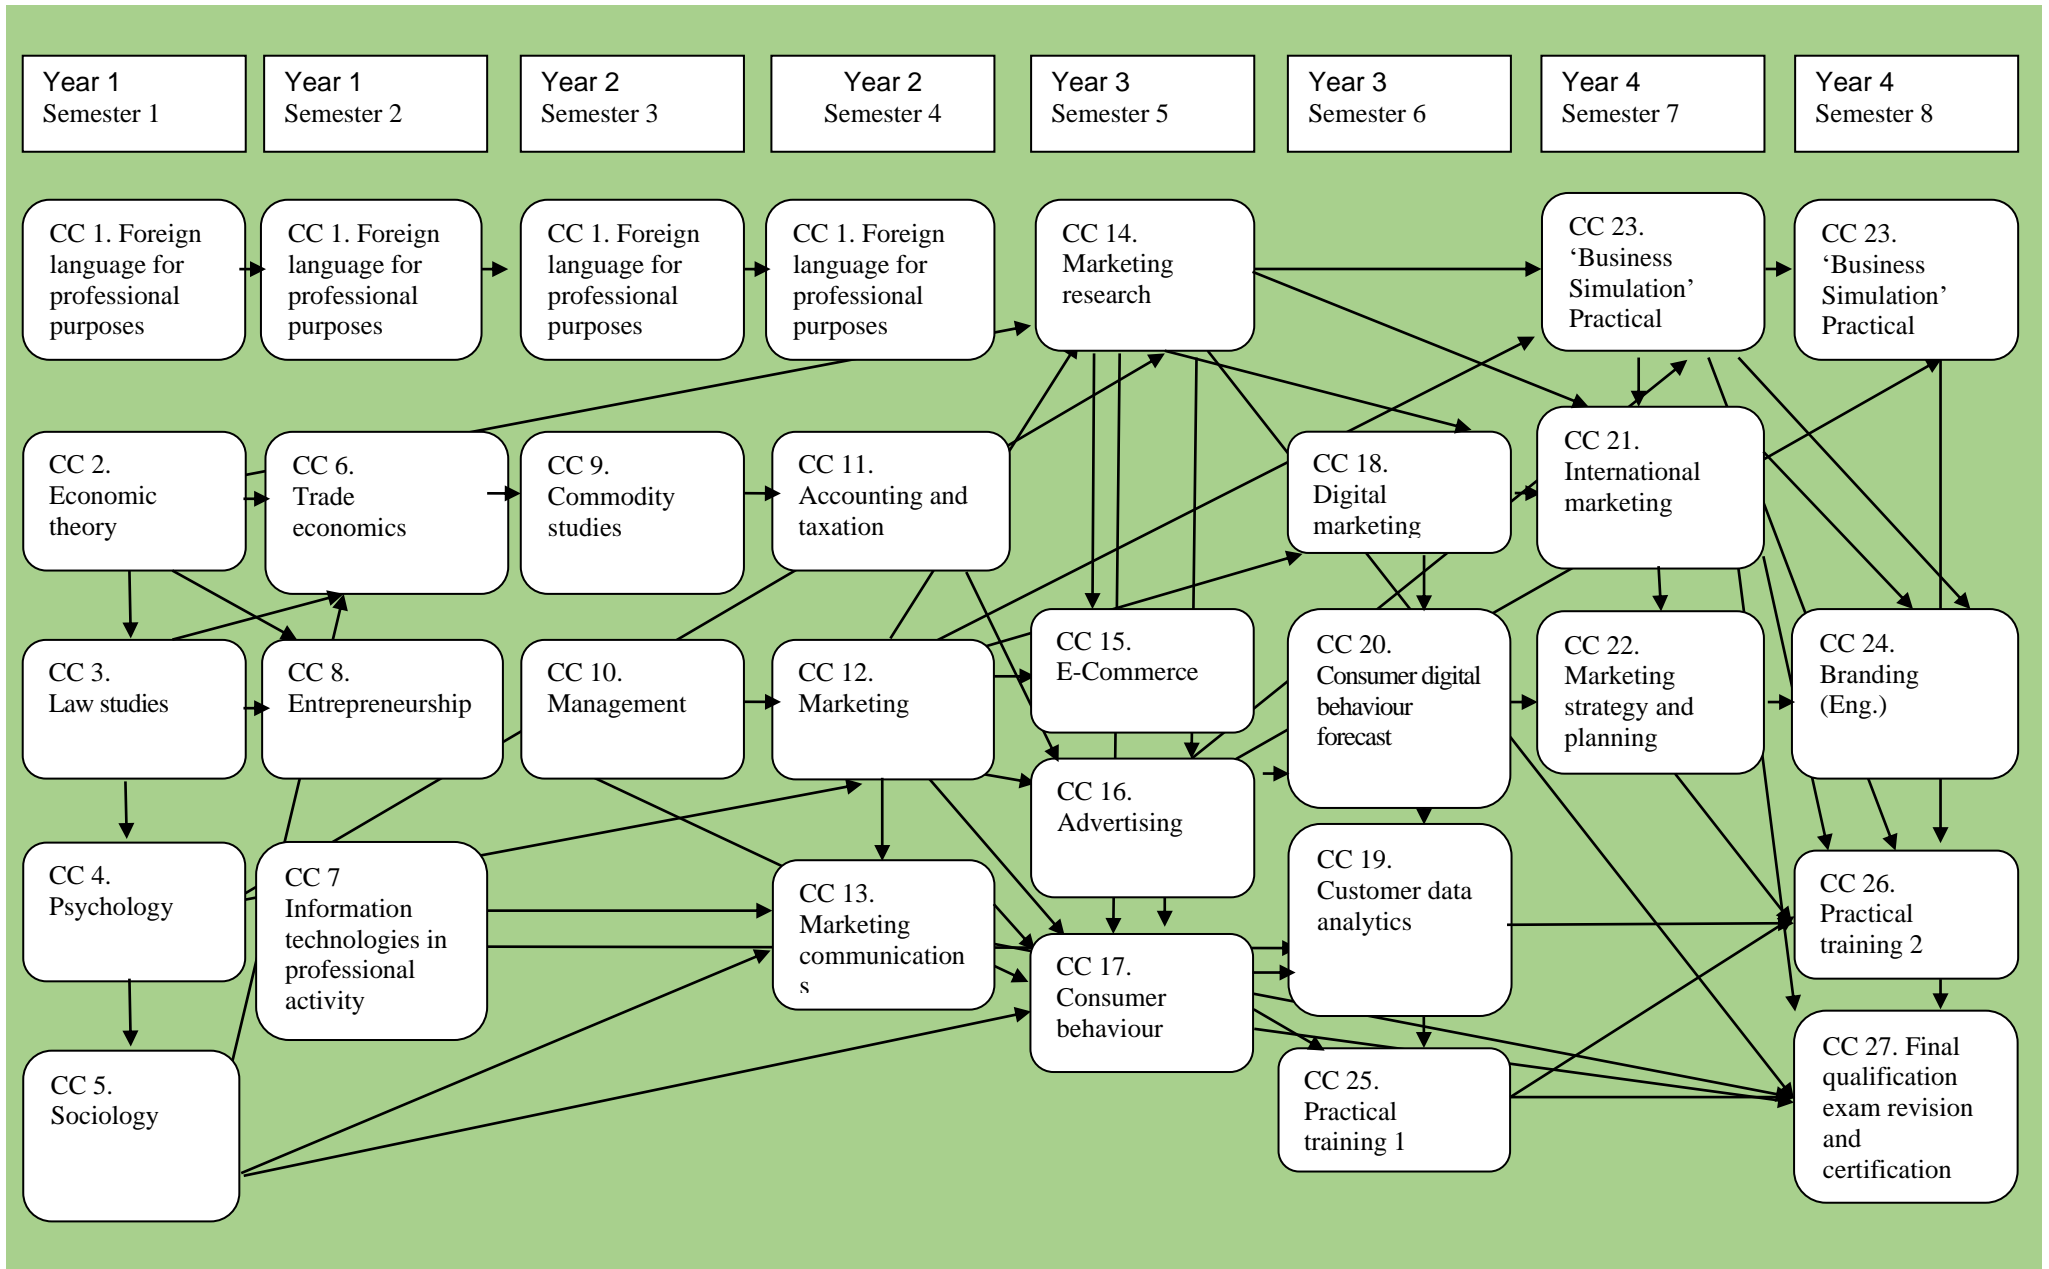 Year 1
Semester 1
Year 1
Semester 2
Year 2
Semester 3
Year 2
Semester 4
Year 3
Semester 5
Year 3
Semester 6
Year 4
Semester 7
Year 4
Semester 8
CC 1. Foreign
language for
professional
purposes
CC 1. Foreign
language for
professional
purposes
CC 1. Foreign
language for
professional
purposes
CC 1. Foreign
language for
professional
purposes
CC 14.
Marketing
research
CC 23.
‘Business
Simulation’
Practical
CC 23.
‘Business
Simulation’
Practical
CC 2.
Economic
theory
CC 6.
Trade
economics
CC 9.
Commodity
studies
CC 11.
Accounting and
taxation
CC 18.
Digital
marketing
CC 21.
International
marketing
CC 3.
Law studies
CC 8.
Entrepreneurship
CC 10.
Management
CC 12.
Marketing
CC 15.
E-Commerce
CC 20.
Consumer digital
behaviour
forecast
CC 22.
Marketing
strategy and
planning
CC 24.
Branding
(Eng.)
CC 4.
Psychology
CC 7
Information
technologies in
professional
activity
CC 13.
Marketing
communication
s
CC 16.
Advertising
CC 19.
Customer data
analytics
CC 26.
Practical
training 2
CC 5.
Sociology
CC 17.
Consumer
behaviour
CC 25.
Practical
training 1
CC 27. Final
qualification
exam revision
and
certification